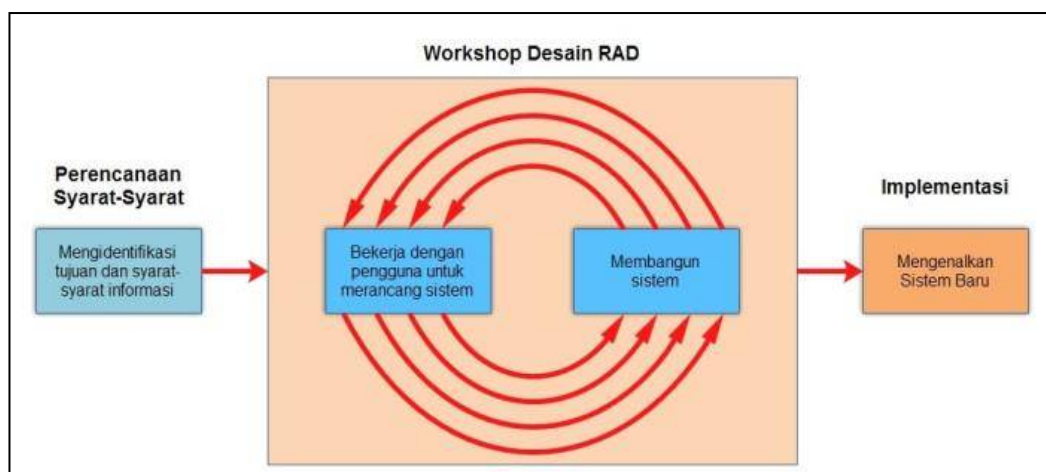 Workshop Desain RAD
Perencanaan
Syarat-Syarat
Mengidentifikasi
tujuan dan syarat-
syarat informasi
Bekerja dengan
pengguna untuk
merancang sistem
Membangun
sistem
Implementasi
Mengenalkan
Sistem Baru